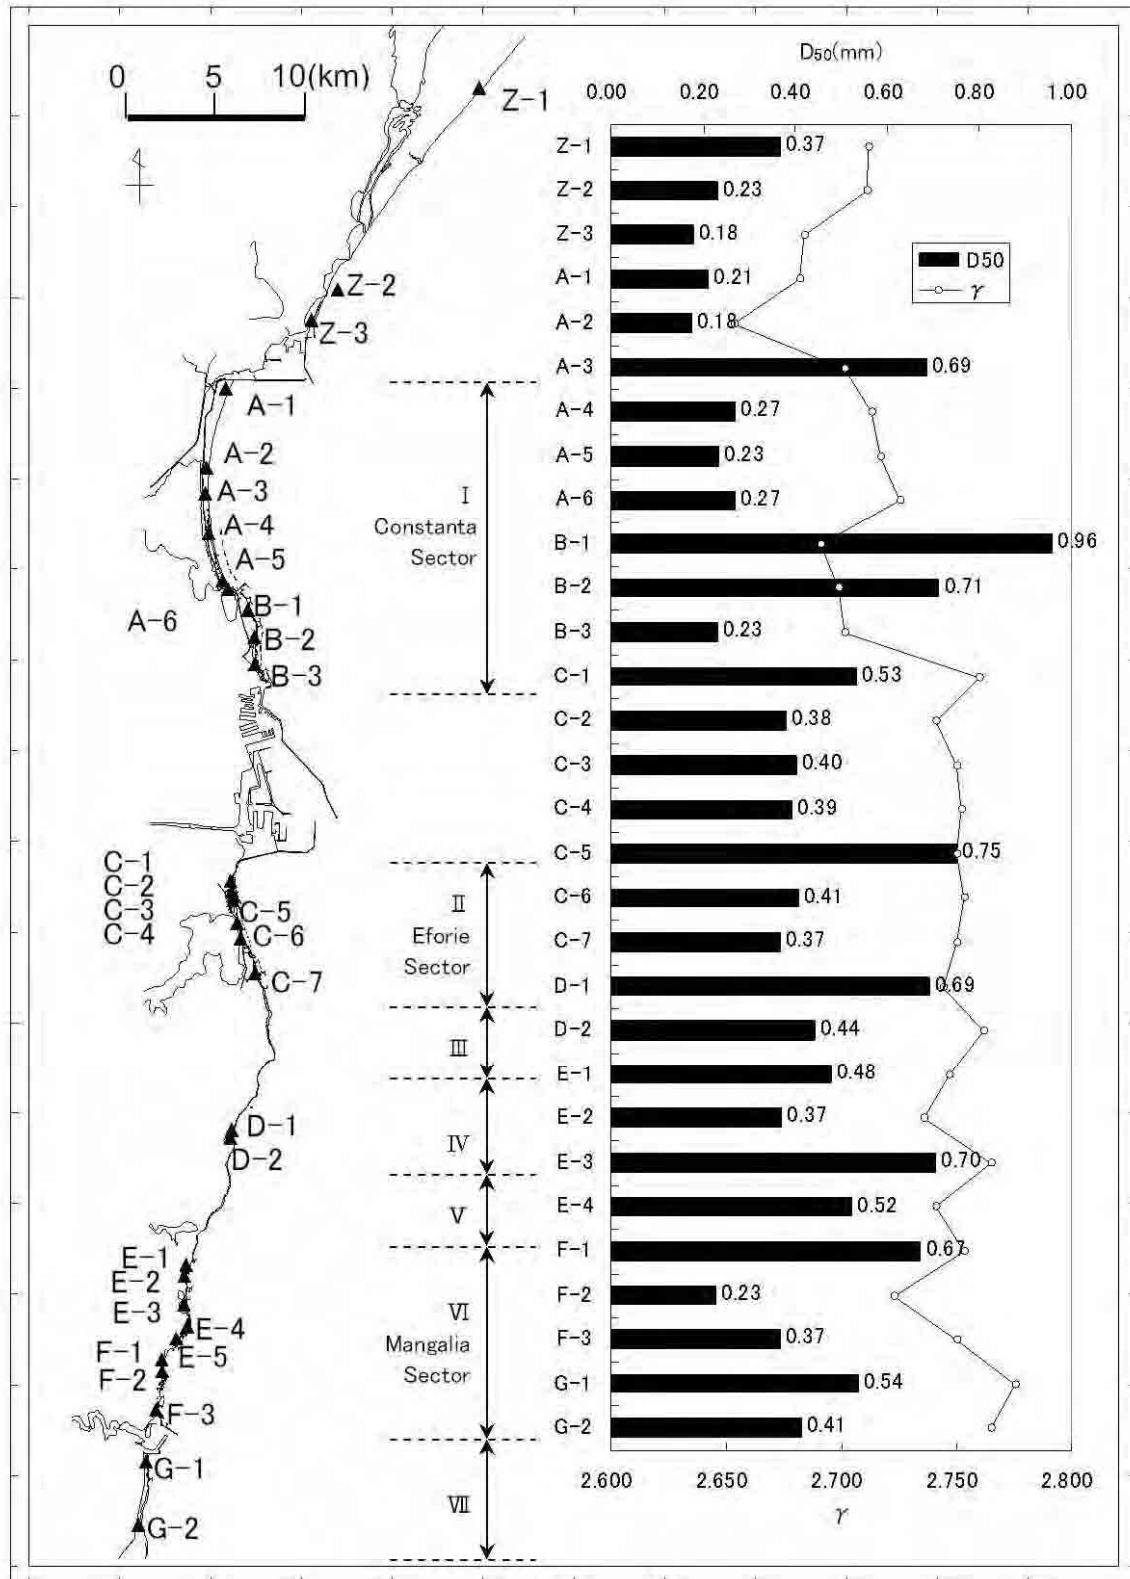 0 5 10(km)
Z-1
Z-2
Z-3
A-1
A-2
A-3
A-4
A-5
A-6
B-1
B-2
B-3
C-1
C-2
C-3
C-4
C-5
C-6
C-7
D-1
D-2
E-1
E-2
E-3
E-4
E-5
F-1
F-2
F-3
G-1
G-2
I
Constanta
Sector
II
Eforie
Sector
III
IV
V
VI
Mangalia
Sector
VII
D50(mm)
0.00 0.20 0.40 0.60 0.80 1.00
Z-1 0.37
Z-2 0.23
Z-3 0.18
A-1 0.21
A-2 0.18
A-3 0.69
A-4 0.27
A-5 0.23
A-6 0.27
B-1 0.96
B-2 0.71
B-3 0.23
C-1 0.53
C-2 0.38
C-3 0.40
C-4 0.39
C-5 0.75
C-6 0.41
C-7 0.37
D-1 0.69
D-2 0.44
E-1 0.48
E-2 0.37
E-3 0.70
E-4 0.52
F-1 0.67
F-2 0.23
F-3 0.37
G-1 0.54
G-2 0.41
D50
γ
2.600 2.650 2.700 2.750 2.800
γ